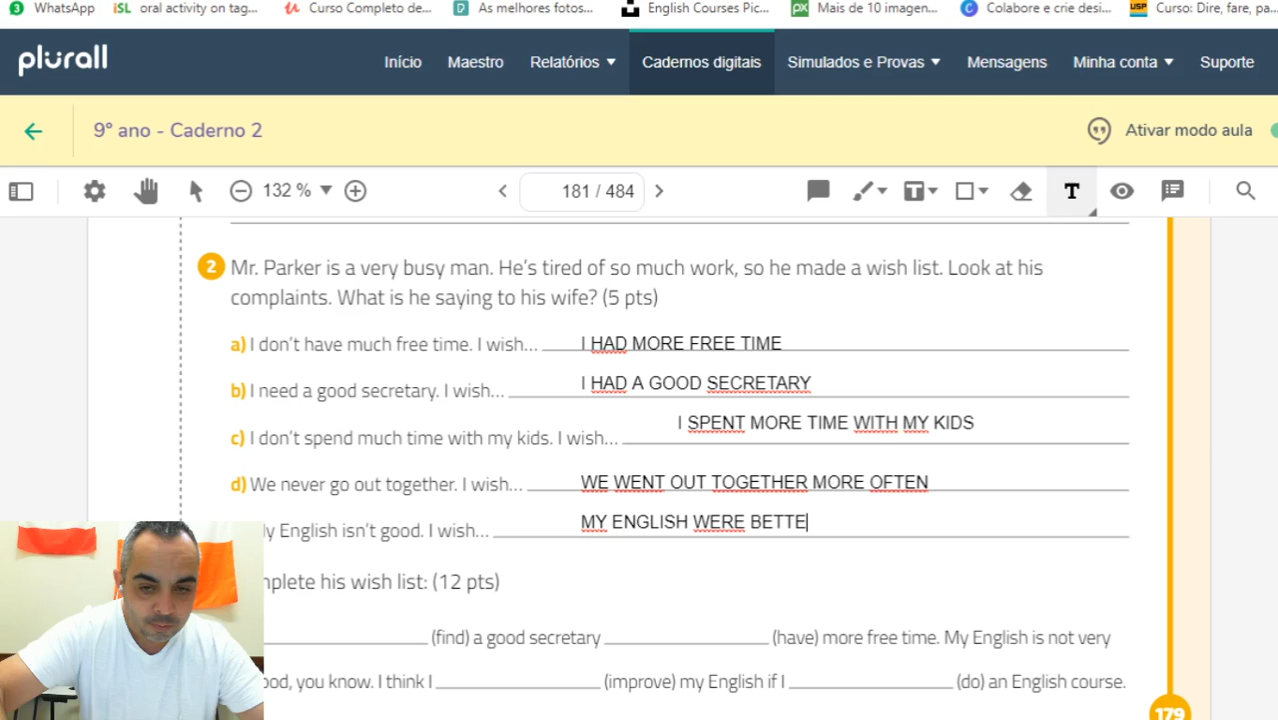 3 WhatsApp iSL oral activity on tag... Curso Completo de... As melhores fotos... English Courses Pic... px Mais de 10 imagen... C Colabore e crie desi... USP Curso: Dire, fare, pa...
plurall Início Maestro Relatórios Cadernos digitais Simulados e Provas Mensagens Minha conta Suporte
9º ano - Caderno 2 Ativar modo aula
132 % 181 / 484 T T
2 Mr. Parker is a very busy man. He's tired of so much work, so he made a wish list. Look at his
complaints. What is he saying to his wife? (5 pts)
a) I don't have much free time. I wish... I HAD MORE FREE TIME
b) I need a good secretary. I wish... I HAD A GOOD SECRETARY
c) I don't spend much time with my kids. I wish... I SPENT MORE TIME WITH MY KIDS
d) We never go out together. I wish... WE WENT OUT TOGETHER MORE OFTEN
English isn't good. I wish... MY ENGLISH WERE BETTE
his wish list: (12 pts)
(find) a good secretary (have) more free time. My English is not very
you know. I think I (improve) my English if I (do) an English course.
179